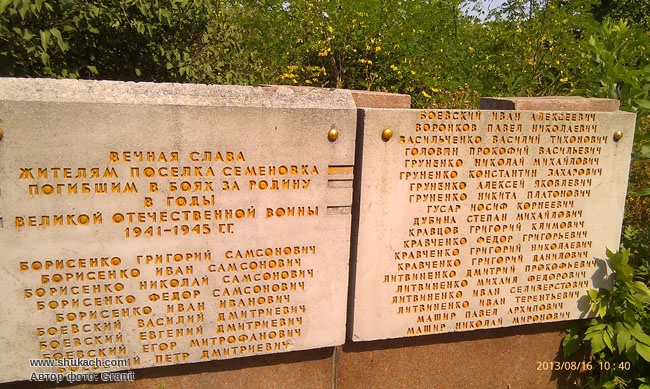 ВЕЧНАЯ СЛАВА
ЖИТЕЛЯМ ПОСЕЛКА СЕМЕНОВКА
ПОГИБШИМ В БОЯХ ЗА РОДИНУ
В ГОДЫ
ВЕЛИКОЙ ОТЕЧЕСТВЕННОЙ ВОЙНЫ
1941-1945 ГГ.
БОРИСЕНКО ГРИГОРИЙ САМСОНОВИЧ
БОРИСЕНКО ИВАН САМСОНОВИЧ
БОРИСЕНКО НИКОЛАЙ САМСОНОВИЧ
БОРИСЕНКО ФЕДОР САМСОНОВИЧ
БОРИСЕНКО ИВАН ИВАНОВИЧ
БОЕВСКИЙ ВАСИЛИЙ ДМИТРИЕВИЧ
БОЕВСКИЙ ЕВГЕНИЙ ДМИТРИЕВИЧ
БОЕВСКИЙ ЕГОР МИТРОФАНОВИЧ
БОЕВСКИЙ ПЕТР ДМИТРИЕВИЧ
БОЕВСКИЙ ИВАН АЛЕКСЕЕВИЧ
ВОРОНКОВ ПАВЕЛ НИКОЛАЕВИЧ
ВАСИЛЬЧЕНКО ВАСИЛИЙ ТИХОНОВИЧ
ГОЛОВЯН ПРОКОФИЙ ВАСИЛЬЕВИЧ
ГРУНЕНКО НИКОЛАЙ МИХАЙЛОВИЧ
ГРУНЕНКО КОНСТАНТИН ЗАХАРОВИЧ
ГРУНЕНКО АЛЕКСЕЙ ЯКОВЛЕВИЧ
ГРУНЕНКО НИКИТА ПЛАТОНОВИЧ
ГУСАР ИОСИФ КОРНЕЕВИЧ
ДУБИНА СТЕПАН МИХАЙЛОВИЧ
КРАВЦОВ ГРИГОРИЙ КЛИМОВИЧ
КРАВЧЕНКО ФЕДОР ГРИГОРЬЕВИЧ
КРАВЧЕНКО ГРИГОРИЙ НИКОЛАЕВИЧ
КРАВЧЕНКО ГРИГОРИЙ ДАНИЛОВИЧ
ЛИТВИНЕНКО ДМИТРИЙ ПРОКОФЬЕВИЧ
ЛИТВИНЕНКО МИХАИЛ ФЕДОРОВИЧ
ЛИТВИНЕНКО ИВАН СЕЛИВЕРСТОВИЧ
ЛИТВИНЕНКО ИВАН ТЕРЕНТЬЕВИЧ
МАШИР ПАВЕЛ АРХИПОВИЧ
МАШИР НИКОЛАЙ МИРОНОВИЧ
www.shukach.com
Автор фото: Granit
2013/08/16 10:40